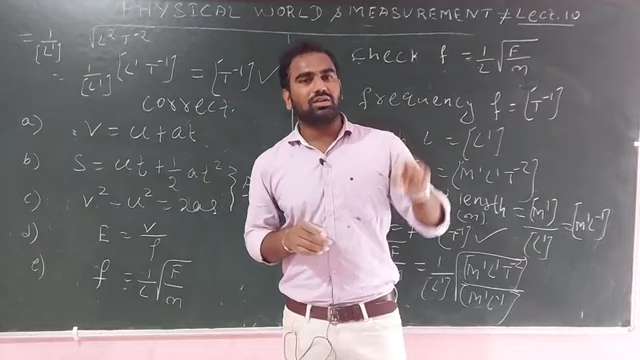 PHYSICAL WORLD & MEASUREMENT Lect. 10
= 1/[L¹] √L² T⁻²
= 1/[L¹] [L¹ T⁻¹] = [T⁻¹] ✓
correct.
a) v = u + at
b) S = ut + 1/2 at²
c) v² - u² = 2as
d) E = V/f
e) f = 1/L √F/m
Check f = 1/L √F/m
frequency f = [T⁻¹]
L = [L¹]
= [M¹L¹T⁻²]
length (m) = [M¹]/[L¹] = [M¹L⁻¹]
[T⁻¹] ✓
= 1/[L¹] √[M¹L¹T⁻²]/[M¹L⁻¹]